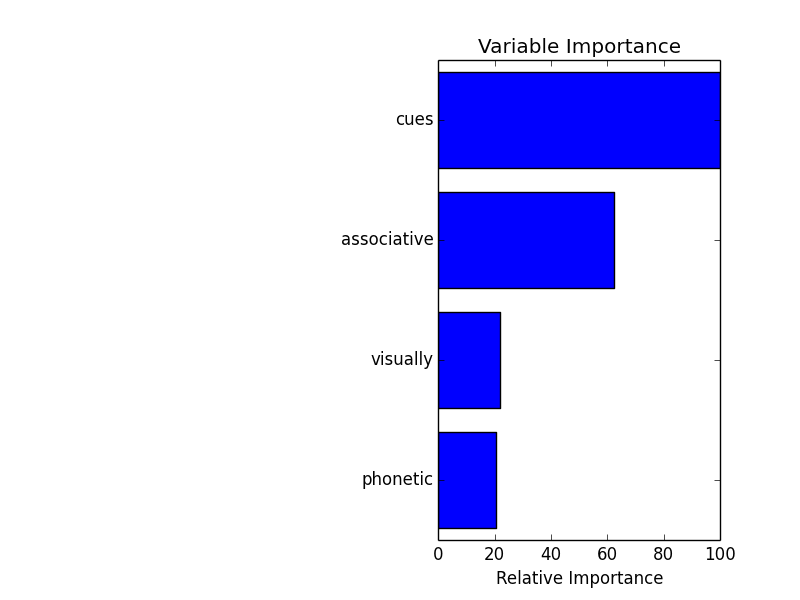 Variable Importance
cues
associative
visually
phonetic
0 20 40 60 80 100
Relative Importance